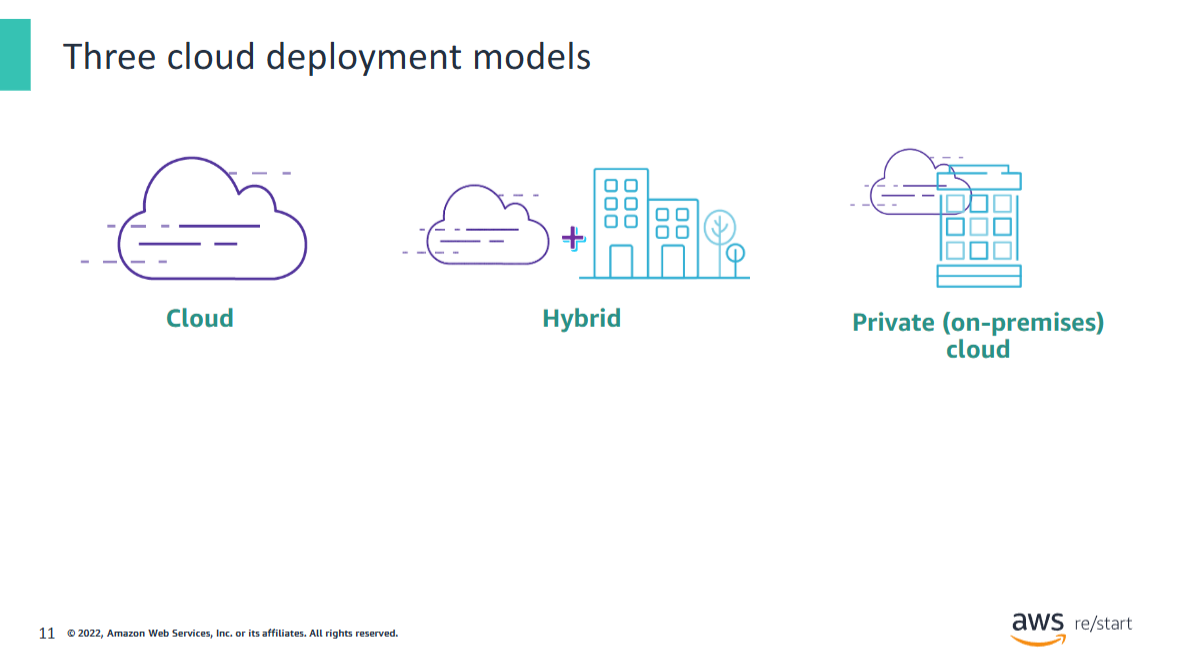 Three cloud deployment models
Cloud
Hybrid
Private (on-premises)
cloud
11 © 2022, Amazon Web Services, Inc. or its affiliates. All rights reserved.
aws re/start